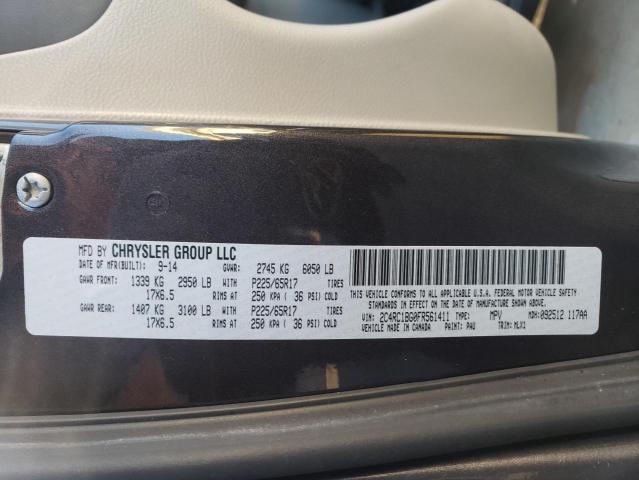 MFD BY CHRYSLER GROUP LLC
DATE OF MFR(BUILT): 9-14 GVWR: 2745 KG 6050 LB
GAWR FRONT: 1339 KG 2950 LB WITH P225/65R17 TIRES
17X6.5 RIMS AT 250 KPA ( 36 PSI) COLD
GAWR REAR: 1407 KG 3100 LB WITH P225/65R17 TIRES
17X6.5 RIMS AT 250 KPA ( 36 PSI) COLD
THIS VEHICLE CONFORMS TO ALL APPLICABLE U.S.A. FEDERAL MOTOR VEHICLE SAFETY
STANDARDS IN EFFECT ON THE DATE OF MANUFACTURE SHOWN ABOVE.
VIN: 2C4RC1BG0FR561411 TYPE: MPV MDH: 092512 117AA
VEHICLE MADE IN CANADA PAINT: PAU TRIM: MLX1